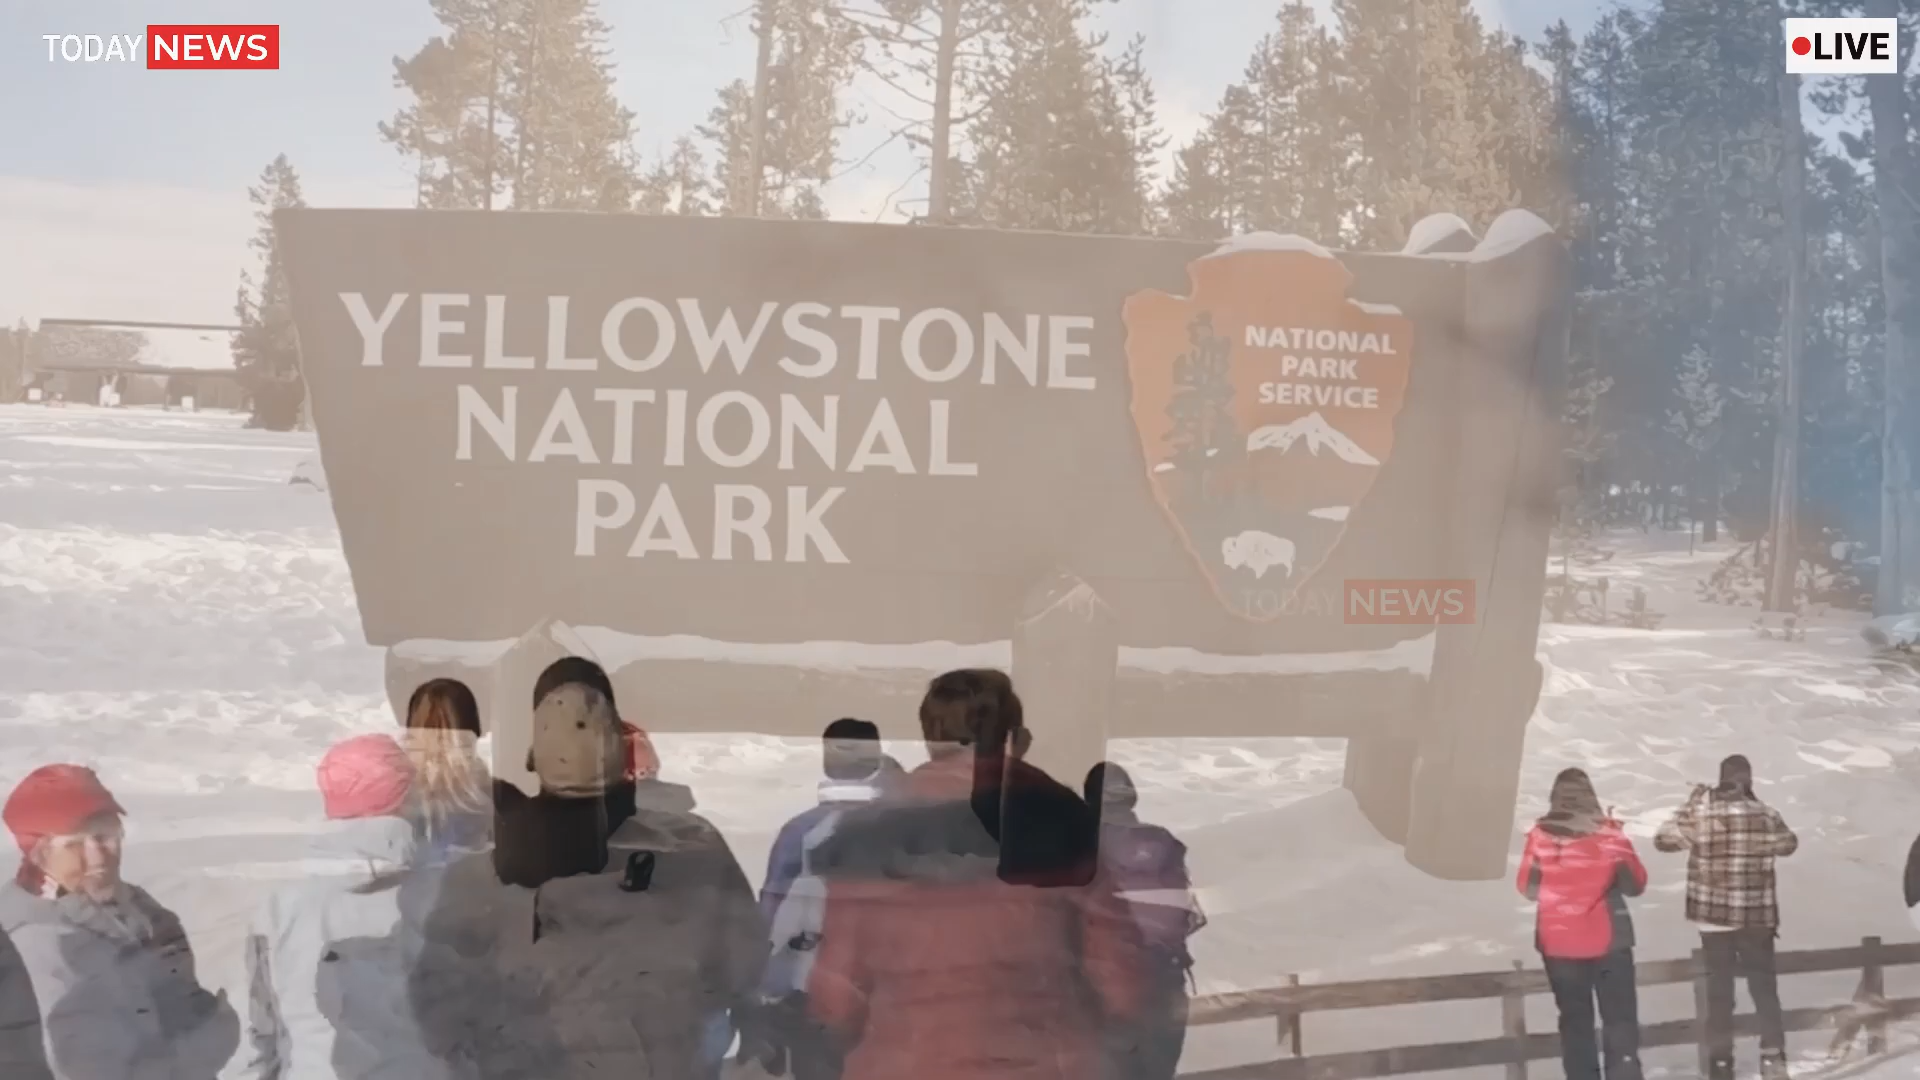 TODAY NEWS
LIVE
YELLOWSTONE
NATIONAL
PARK
NATIONAL
PARK
SERVICE
TODAY NEWS